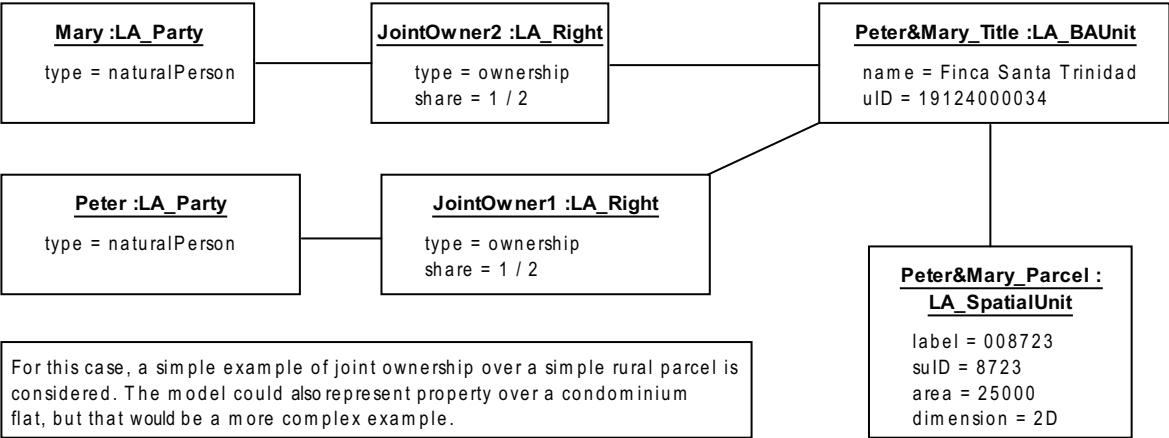 Mary :LA_Party
type = naturalPerson
JointOwner2 :LA_Right
type = ownership
share = 1 / 2
Peter&Mary_Title :LA_BAUnit
name = Finca Santa Trinidad
uID = 19124000034
Peter :LA_Party
type = naturalPerson
JointOwner1 :LA_Right
type = ownership
share = 1 / 2
Peter&Mary_Parcel :
LA_SpatialUnit
label = 008723
suID = 8723
area = 25000
dimension = 2D
For this case, a simple example of joint ownership over a simple rural parcel is
considered. The model could also represent property over a condominium
flat, but that would be a more complex example.